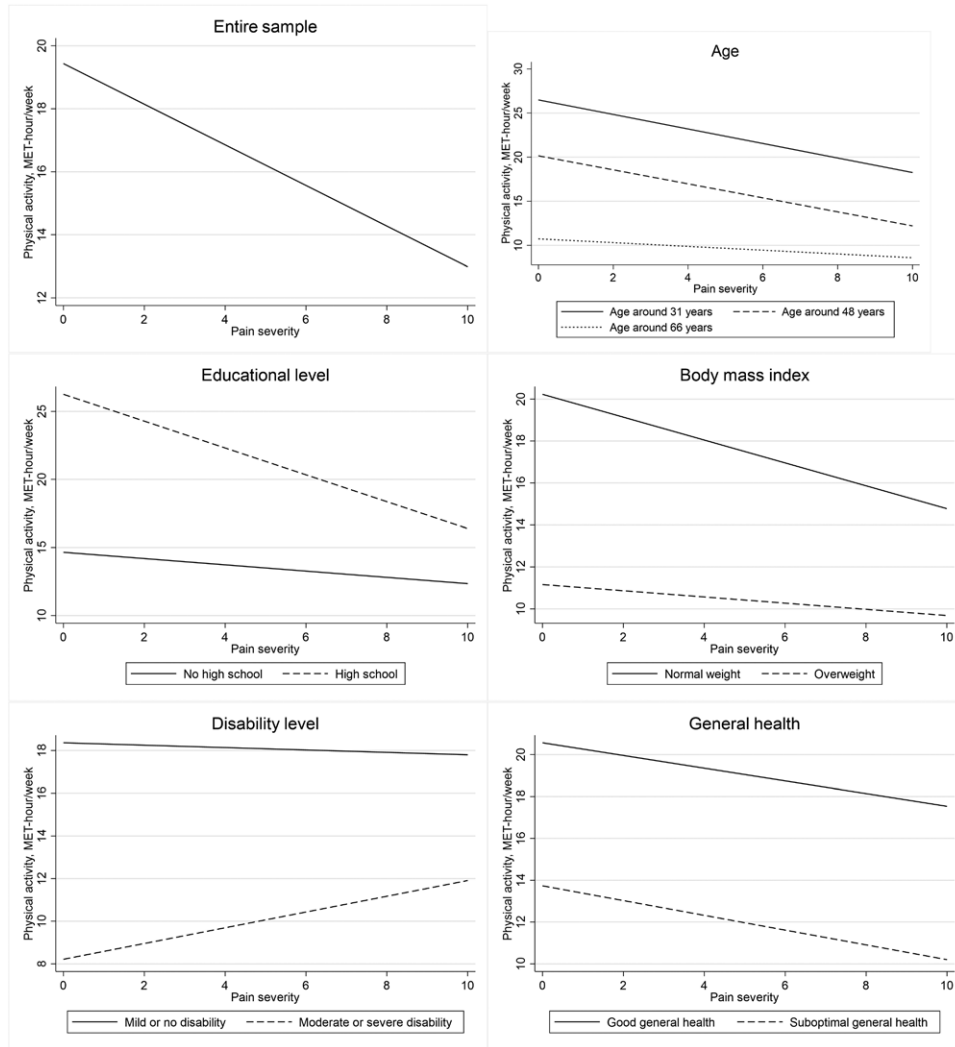 Entire sample
Physical activity, MET-hour/week
20
18
16
14
12
0 2 4 6 8 10
Pain severity
Age
Physical activity, MET-hour/week
30
25
20
15
10
0 2 4 6 8 10
Pain severity
Age around 31 years Age around 48 years
Age around 66 years
Educational level
Physical activity, MET-hour/week
25
20
15
10
0 2 4 6 8 10
Pain severity
No high school High school
Body mass index
Physical activity, MET-hour/week
20
18
16
14
12
10
0 2 4 6 8 10
Pain severity
Normal weight Overweight
Disability level
Physical activity, MET-hour/week
18
16
14
12
10
8
0 2 4 6 8 10
Pain severity
Mild or no disability Moderate or severe disability
General health
Physical activity, MET-hour/week
20
18
16
14
12
10
0 2 4 6 8 10
Pain severity
Good general health Suboptimal general health